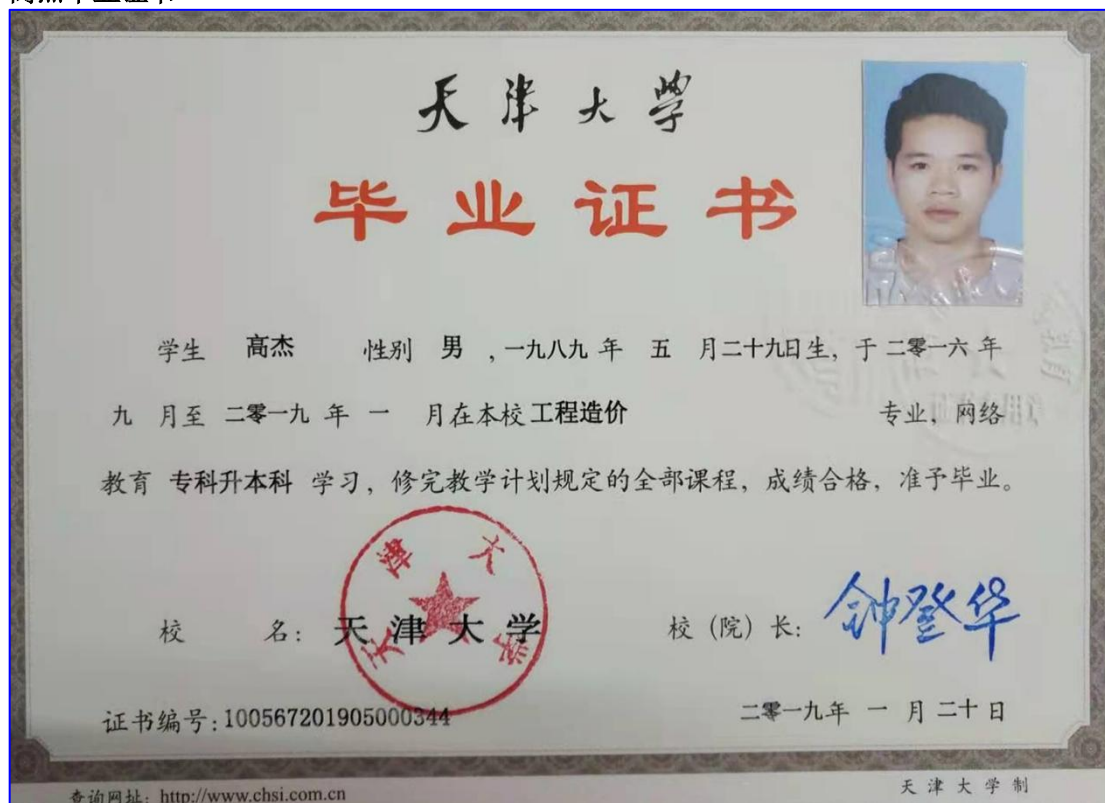 天津大学
毕业证书
学生 高杰 性别 男 ，一九八九 年 五 月二十九日生，于 二零一六 年
九 月至 二零一九 年 一 月在本校 工程造价 专业，网络
教育 专科升本科 学习，修完教学计划规定的全部课程，成绩合格，准予毕业。
天津大学
校 名：天津大学 校（院）长：钟登华
证书编号：100567201905000344 二零一九年 一 月 二十 日
查询网址：http://www.chsi.com.cn 天津大学制